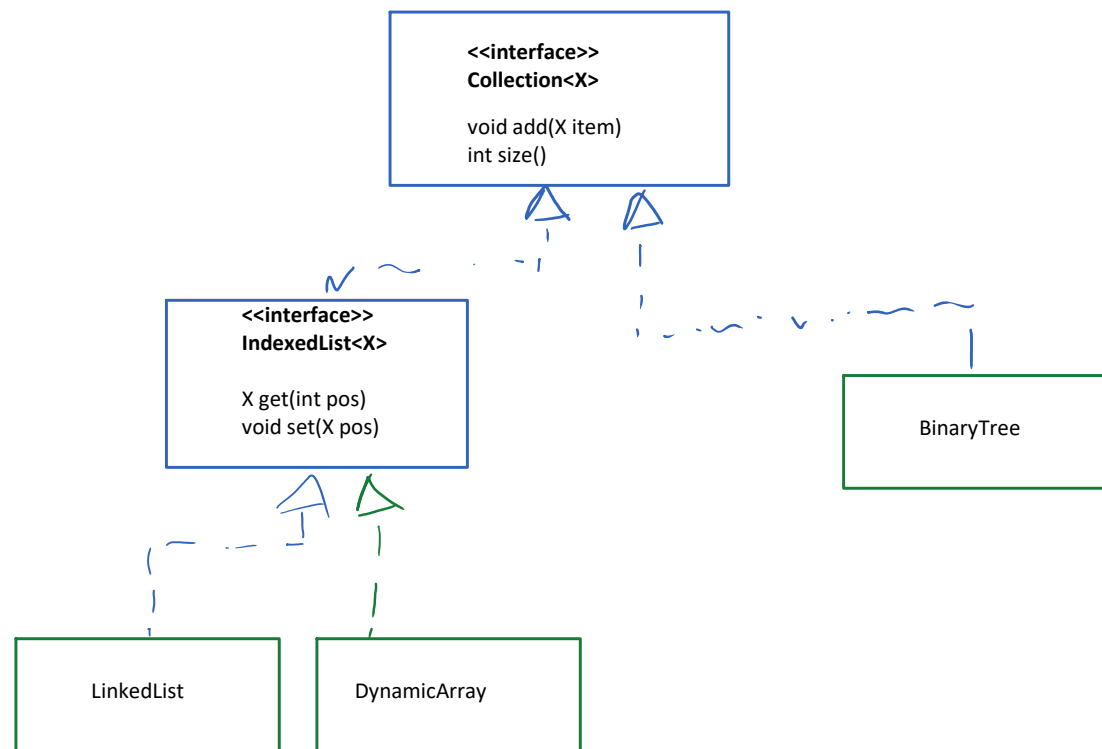 <<interface>>
Collection<X>
void add(X item)
int size()
<<interface>>
IndexedList<X>
X get(int pos)
void set(X pos)
BinaryTree
LinkedList
DynamicArray